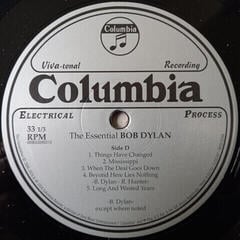 Viva-tonal Recording
Columbia
ELECTRICAL PROCESS
33 1/3
RPM
The Essential BOB DYLAN
Side D
1. Things Have Changed
2. Mississippi
3. When The Deal Goes Down
4. Beyond Here Lies Nothing
-B. Dylan- R. Hunter-
5. Long And Wasted Years
-B. Dylan-
except where noted